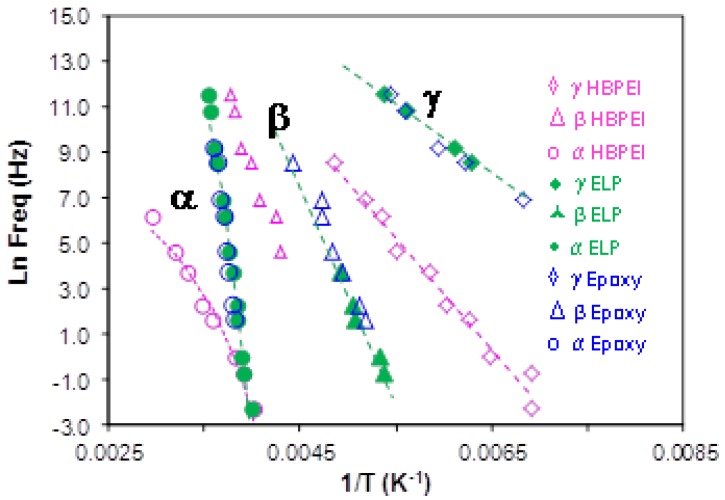 15.0
13.0
11.0
9.0
7.0
5.0
3.0
1.0
-1.0
-3.0
Ln Freq (Hz)
α
β
γ
γ HBPEI
β HBPEI
α HBPEI
γ ELP
β ELP
α ELP
γ Epoxy
β Epoxy
α Epoxy
0.0025 0.0045 0.0065 0.0085
1/T (K⁻¹)